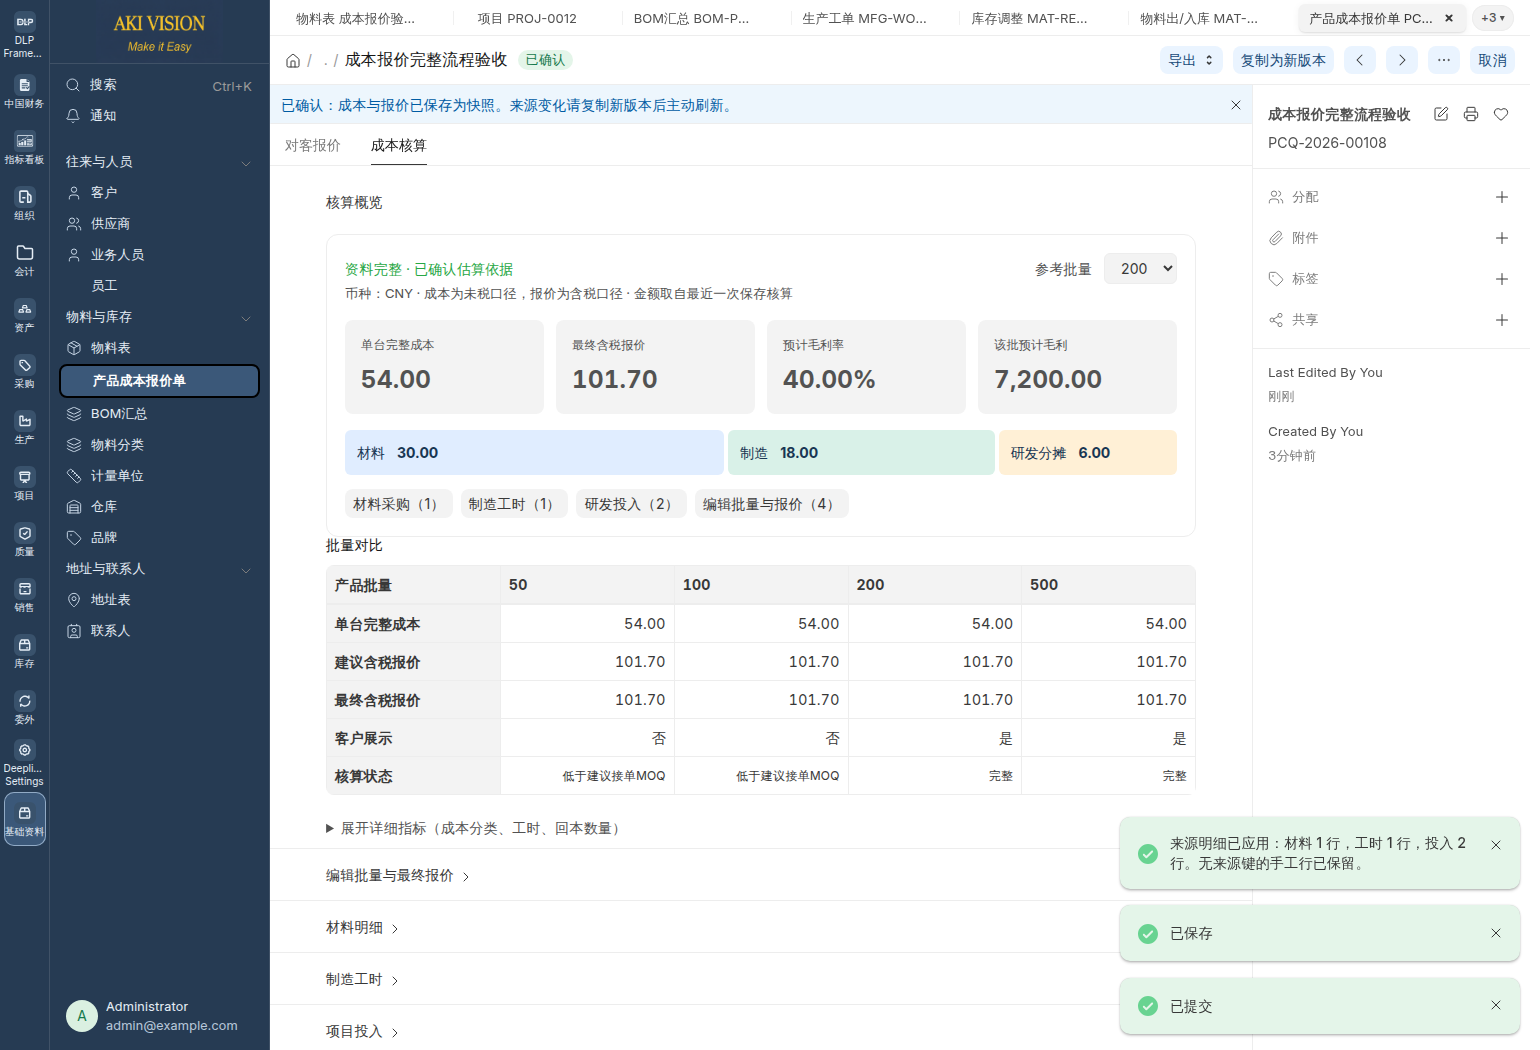 DLP
DLP
Frame...
中国财务
指标看板
组织
会计
资产
采购
生产
项目
质量
销售
库存
委外
Deepli...
Settings
基础资料
AKI VISION
Make it Easy
搜索 Ctrl+K
通知
往来与人员
客户
供应商
业务人员
员工
物料与库存
物料表
产品成本报价单
BOM汇总
物料分类
计量单位
仓库
品牌
地址与联系人
地址表
联系人
A
Administrator
admin@example.com
物料表 成本报价验... 项目 PROJ-0012 BOM汇总 BOM-P... 生产工单 MFG-WO... 库存调整 MAT-RE... 物料出/入库 MAT-... 产品成本报价单 PC... × +3 ▾
/ . / 成本报价完整流程验收 已确认 导出 复制为新版本 ··· 取消
已确认：成本与报价已保存为快照。来源变化请复制新版本后主动刷新。
对客报价 成本核算
核算概览
资料完整 · 已确认估算依据
参考批量 200
币种：CNY · 成本为未税口径，报价为含税口径 · 金额取自最近一次保存核算
单台完整成本 最终含税报价 预计毛利率 该批预计毛利
54.00 101.70 40.00% 7,200.00
材料 30.00 制造 18.00 研发分摊 6.00
材料采购（1） 制造工时（1） 研发投入（2） 编辑批量与报价（4）
批量对比
产品批量 50 100 200 500
单台完整成本 54.00 54.00 54.00 54.00
建议含税报价 101.70 101.70 101.70 101.70
最终含税报价 101.70 101.70 101.70 101.70
客户展示 否 否 是 是
核算状态 低于建议接单MOQ 低于建议接单MOQ 完整 完整
▶ 展开详细指标（成本分类、工时、回本数量）
编辑批量与最终报价
材料明细
制造工时
项目投入
成本报价完整流程验收
PCQ-2026-00108
分配
附件
标签
共享
Last Edited By You
刚刚
Created By You
3分钟前
来源明细已应用：材料 1 行，工时 1 行，投入 2
行。无来源键的手工行已保留。
已保存
已提交